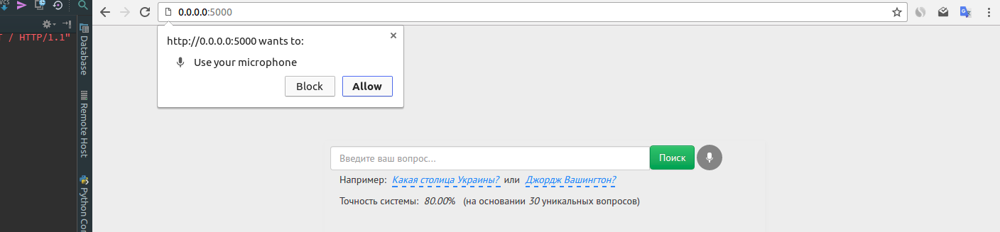 VCS
T / HTTP/1.1"
Database
Remote Host
Python Con
0.0.0.0:5000
http://0.0.0.0:5000 wants to:
Use your microphone
Block
Allow
Введите ваш вопрос...
Поиск
Например: Какая столица Украины? или Джордж Вашингтон?
Точность системы: 80.00% (на основании 30 уникальных вопросов)